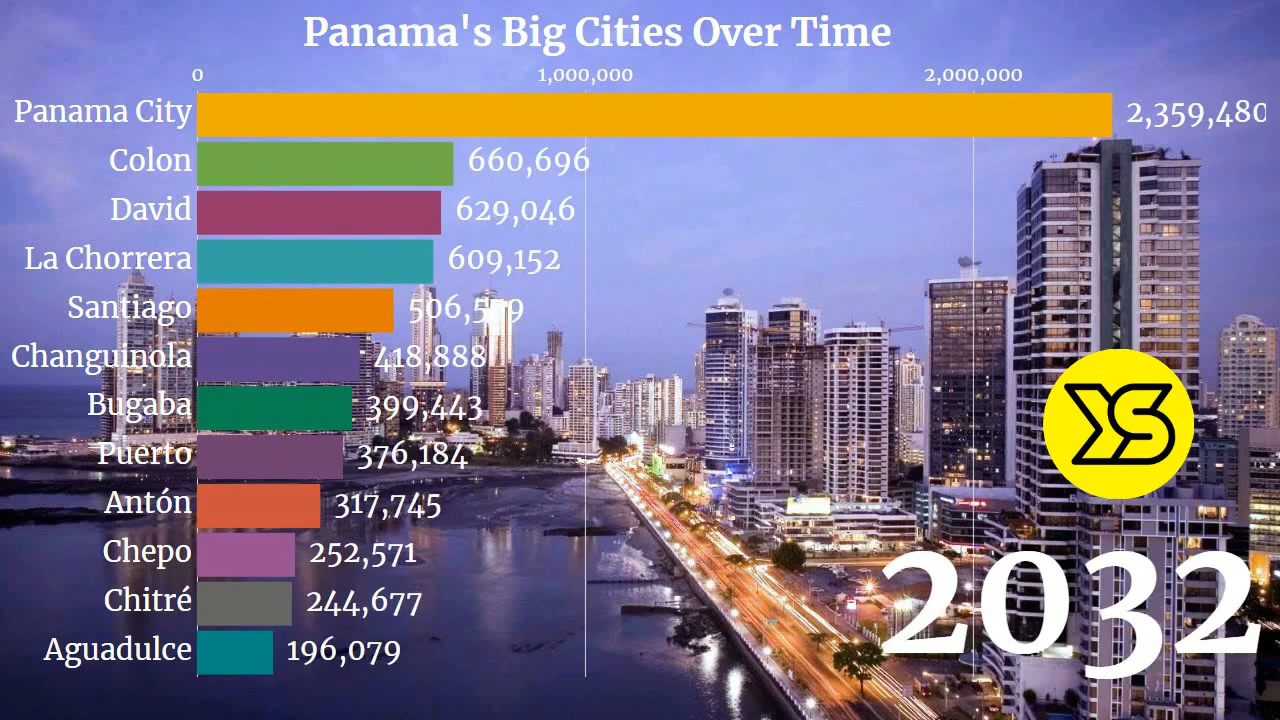 Panama's Big Cities Over Time
0 1,000,000 2,000,000
Panama City 2,359,480
Colon 660,696
David 629,046
La Chorrera 609,152
Santiago
Changuinola 418,888
Bugaba 399,443
Puerto 376,184
Antón 317,745
Chepo 252,571
Chitré 244,677
Aguadulce 196,079
YS
2032